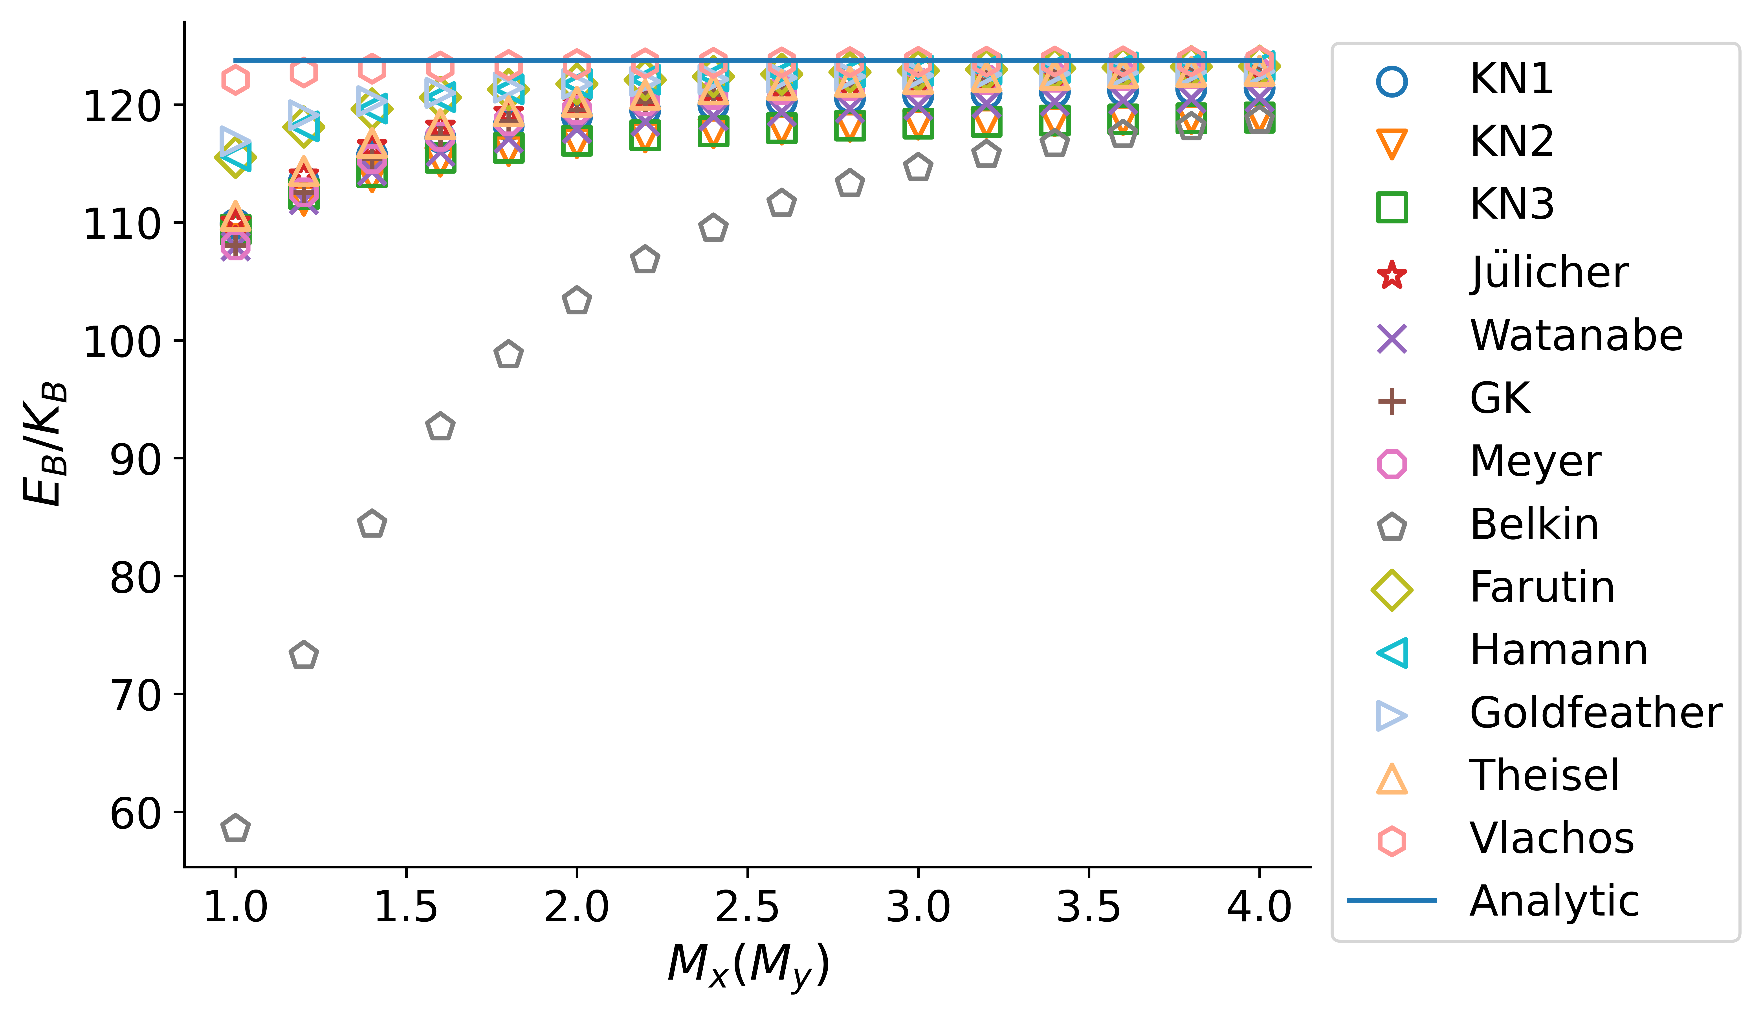 120
110
100
90
80
70
60
E_B/K_B
1.0
1.5
2.0
2.5
3.0
3.5
4.0
M_x(M_y)
KN1
KN2
KN3
Jülicher
Watanabe
GK
Meyer
Belkin
Farutin
Hamann
Goldfeather
Theisel
Vlachos
Analytic